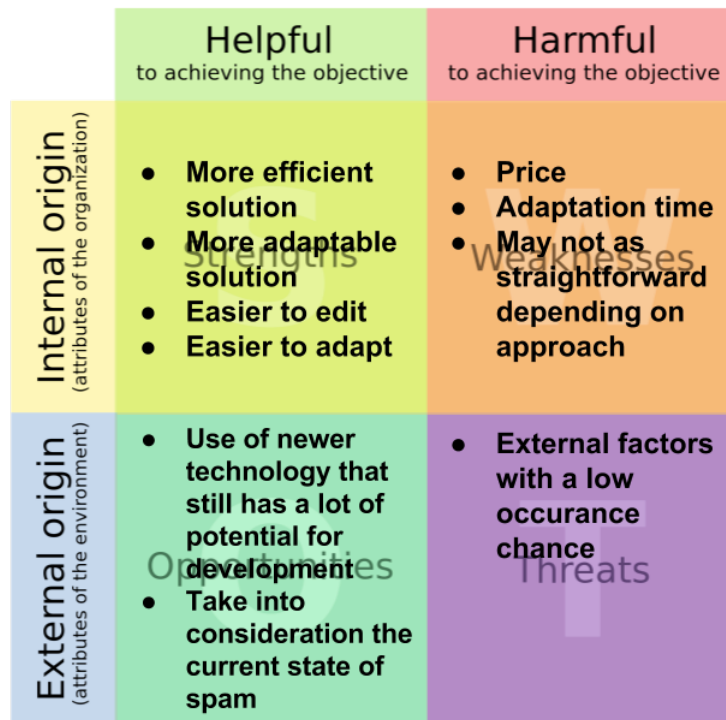 Helpful
to achieving the objective
Harmful
to achieving the objective
Internal origin
(attributes of the organization)
S
Strengths
● More efficient
solution
● More adaptable
solution
● Easier to edit
● Easier to adapt
W
Weaknesses
● Price
● Adaptation time
● May not as
straightforward
depending on
approach
External origin
(attributes of the environment)
O
Opportunities
● Use of newer
technology that
still has a lot of
potential for
development
● Take into
consideration the
current state of
spam
T
Threats
● External factors
with a low
occurance
chance